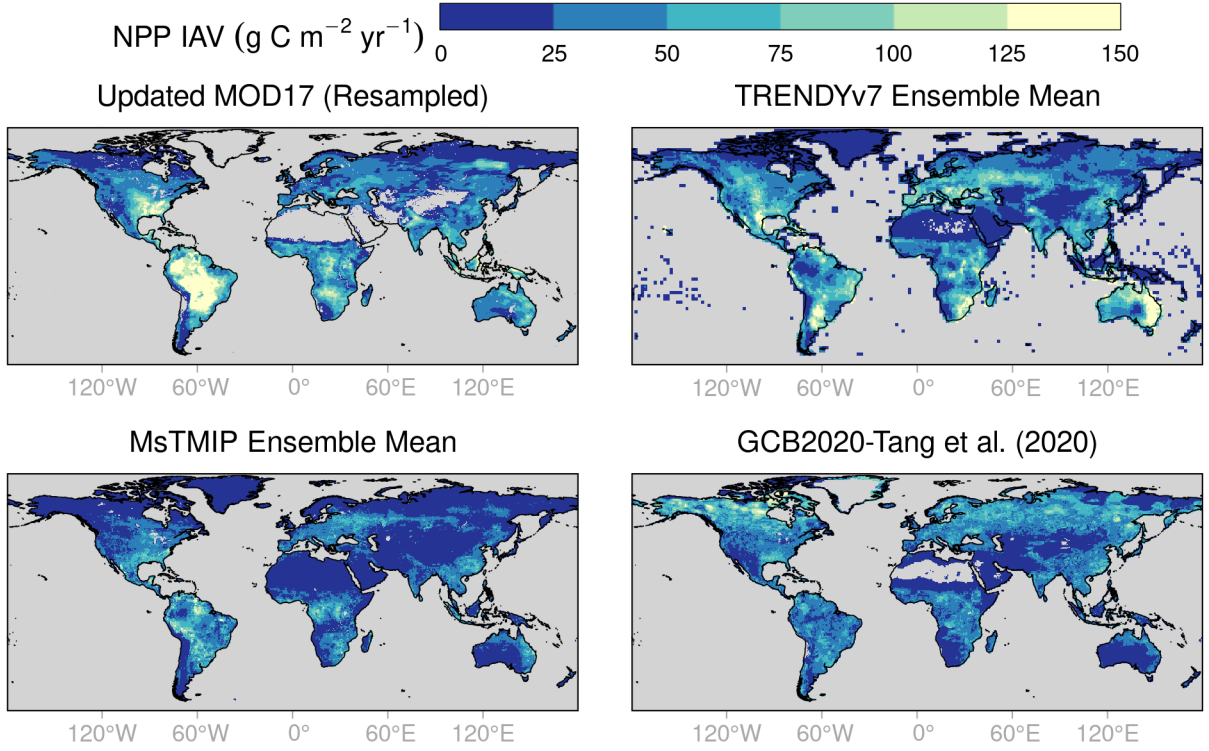 NPP IAV (g C m⁻² yr⁻¹)
0 25 50 75 100 125 150
Updated MOD17 (Resampled)
TRENDYv7 Ensemble Mean
120°W 60°W 0° 60°E 120°E
120°W 60°W 0° 60°E 120°E
MsTMIP Ensemble Mean
GCB2020-Tang et al. (2020)
120°W 60°W 0° 60°E 120°E
120°W 60°W 0° 60°E 120°E